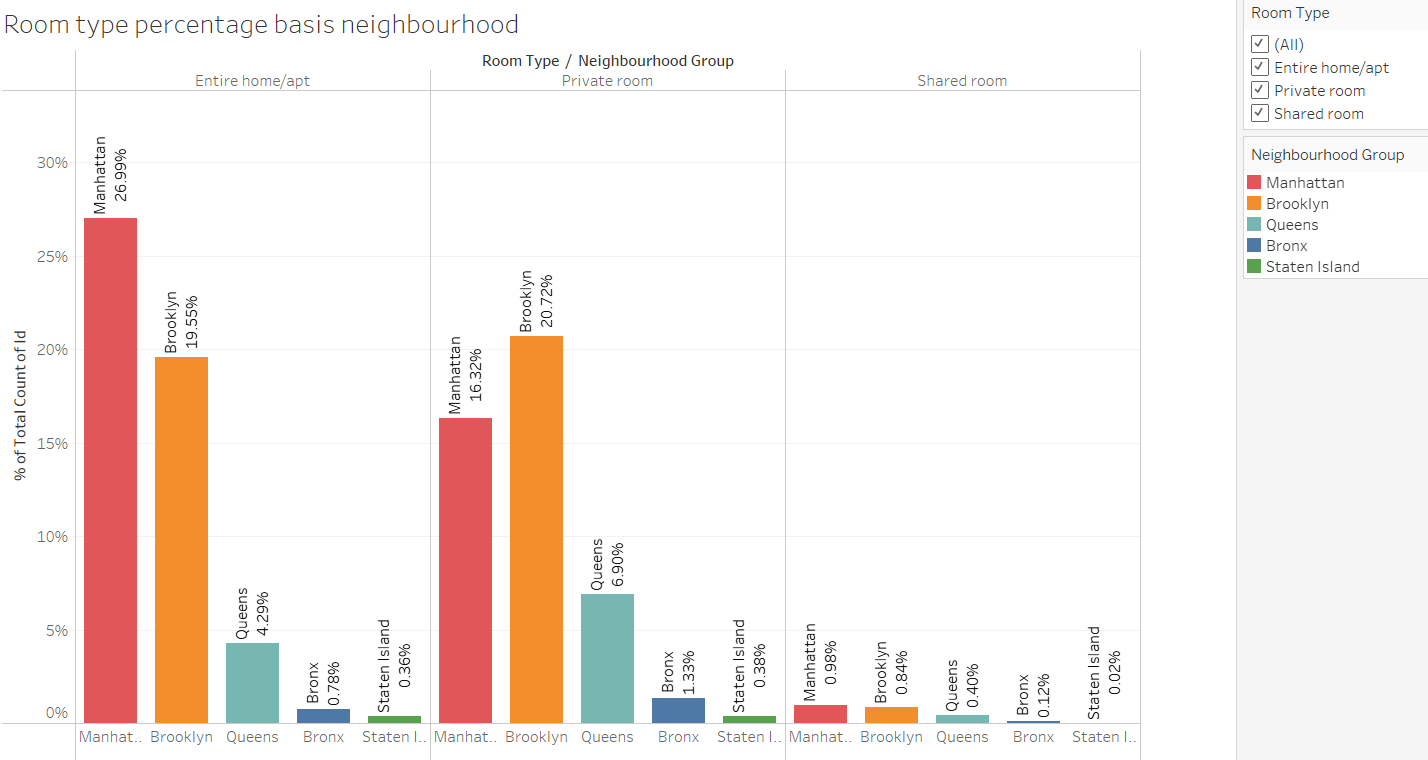 Room type percentage basis neighbourhood
Room Type / Neighbourhood Group
Entire home/apt
Private room
Shared room
% of Total Count of Id
30%
25%
20%
15%
10%
5%
0%
Manhattan
26.99%
Brooklyn
19.55%
Queens
4.29%
Bronx
0.78%
Staten Island
0.36%
Manhattan
16.32%
Brooklyn
20.72%
Queens
6.90%
Bronx
1.33%
Staten Island
0.38%
Manhattan
0.98%
Brooklyn
0.84%
Queens
0.40%
Bronx
0.12%
Staten Island
0.02%
Manhat.. Brooklyn Queens Bronx Staten I.. Manhat.. Brooklyn Queens Bronx Staten I.. Manhat.. Brooklyn Queens Bronx Staten I..
Room Type
(All)
Entire home/apt
Private room
Shared room
Neighbourhood Group
Manhattan
Brooklyn
Queens
Bronx
Staten Island